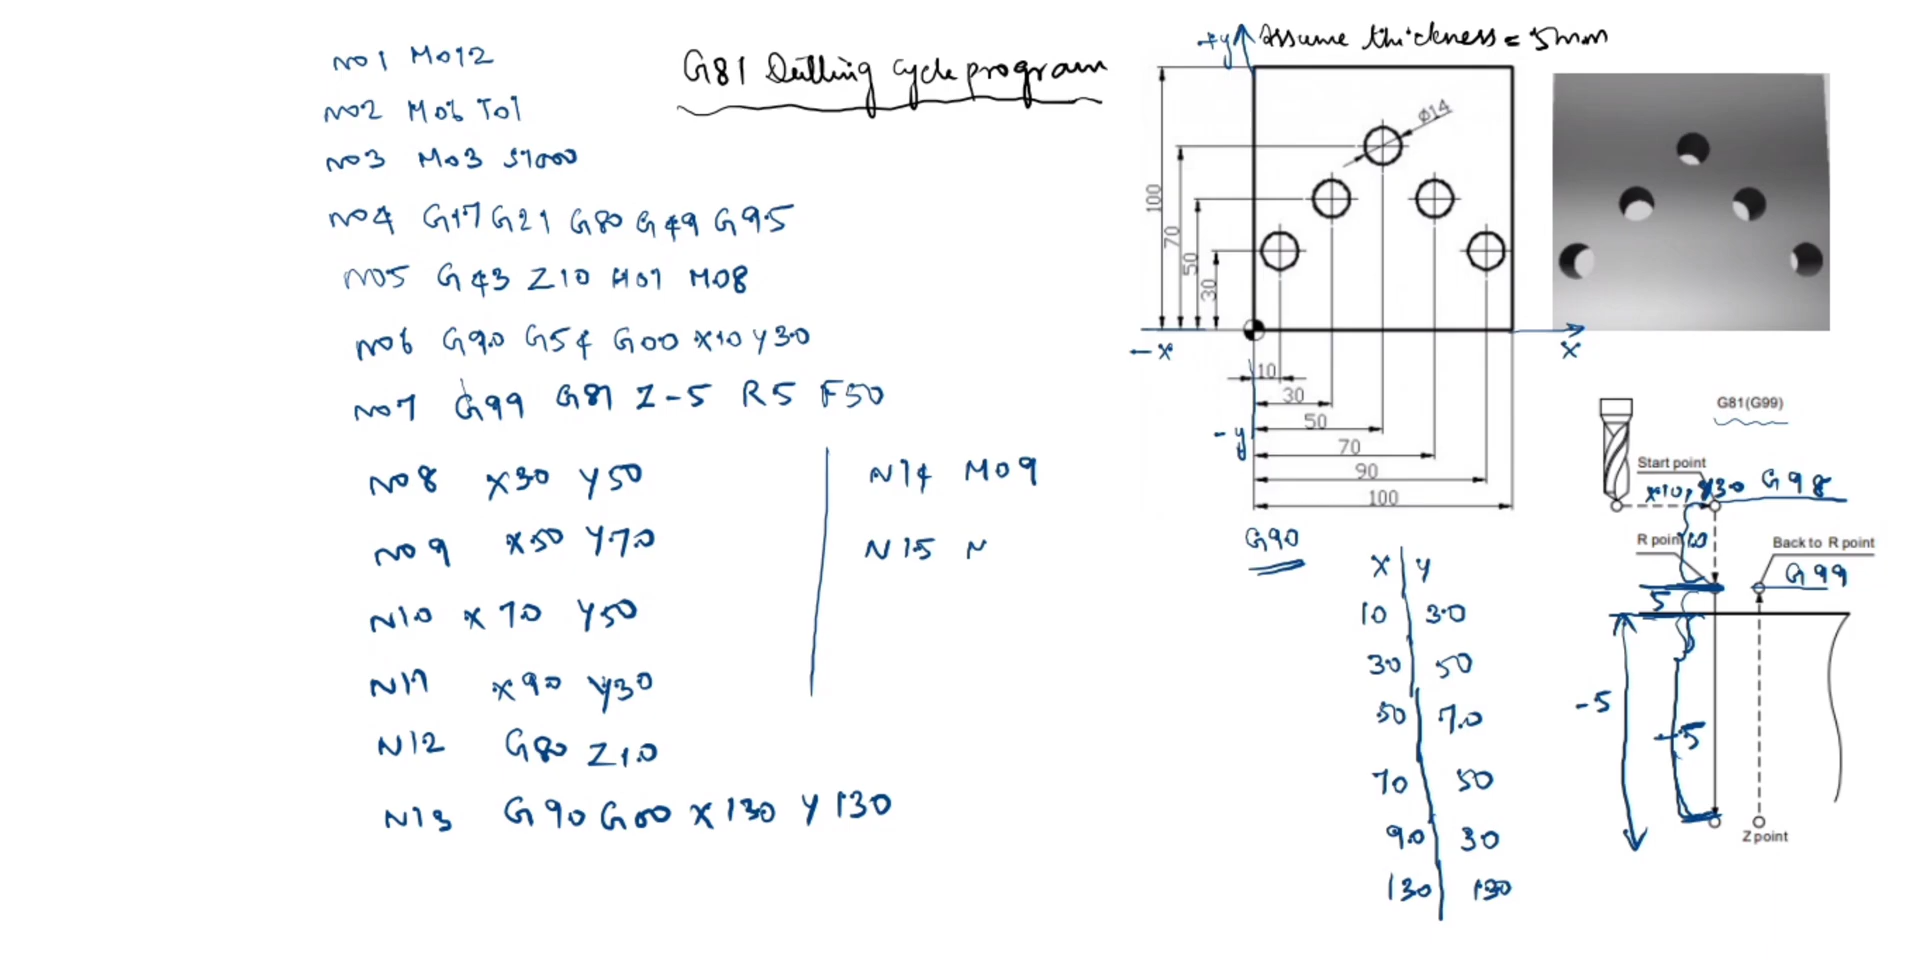 N01 M012
N02 M06 T01
N03 M03 S1000
N04 G17 G21 G80 G49 G95
N05 G43 Z10 H01 M08
N06 G90 G54 G00 X10 Y30
N07 G99 G81 Z-5 R5 F50
N08 X30 Y50
N09 X50 Y70
N10 X70 Y50
N11 X90 Y30
N12 G80 Z10
N13 G90 G00 X130 Y130
N14 M09
N15 N
G81 Drilling cycle program
+y Assume thickness = 5mm
Ø14
100
70
50
30
-x
x
10
30
50
-y
70
90
100
G90
X Y
10 30
30 50
50 70
70 50
90 30
130 130
G81(G99)
Start point
X10, Y30 G98
R point
10
Back to R point
G99
5
-5
-5
Z point